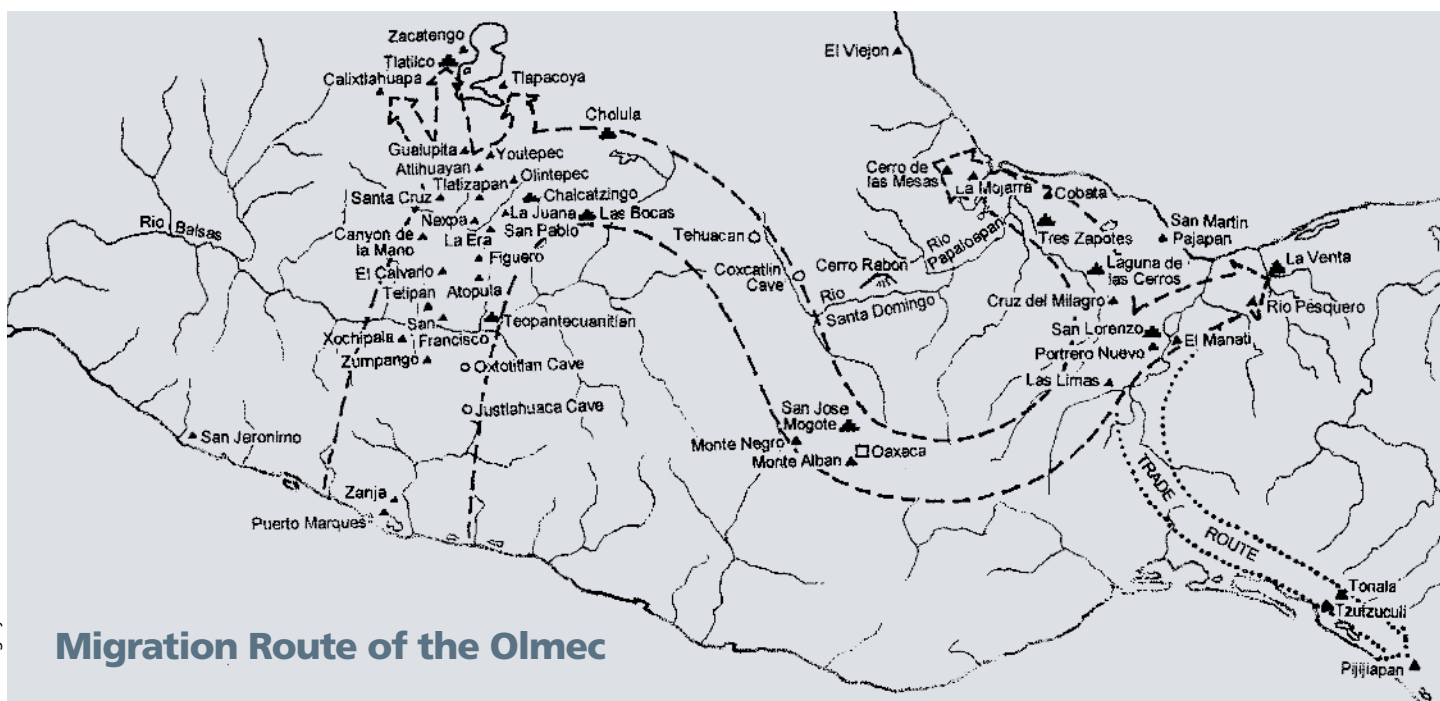 Zacatengo
Tlatilco
Calixtlahuapa
Tlapacoya
El Viejon
Cholula
Gualupita
Youtepec
Atlihuayan
Tlatizapan
Olintepec
Santa Cruz
Chalcatzingo
Nexpa
La Juana
Las Bocas
San Pablo
La Era
Canyon de
la Mano
Figuero
El Calvario
Tetipan
Atopula
San
Francisco
Teopantecuanitlan
Xochipala
Zumpango
Oxtotitlan Cave
Justlahuaca Cave
San Jeronimo
Zanja
Puerto Marques
Rio Balsas
Tehuacan
Coxcatlin
Cave
Cerro Rabon
Rio
Santa Domingo
Rio
Papaloapan
Cerro de
las Mesas
La Mojarra
Cobata
Tres Zapotes
San Martin
Pajapan
Laguna de
las Cerros
La Venta
Cruz del Milagro
Rio Pesquero
San Lorenzo
El Manati
Portrero Nuevo
Las Limas
San Jose
Mogote
Monte Negro
Oaxaca
Monte Alban
TRADE
ROUTE
Tonala
Tzutzuculi
Pijijiapan
Migration Route of the Olmec